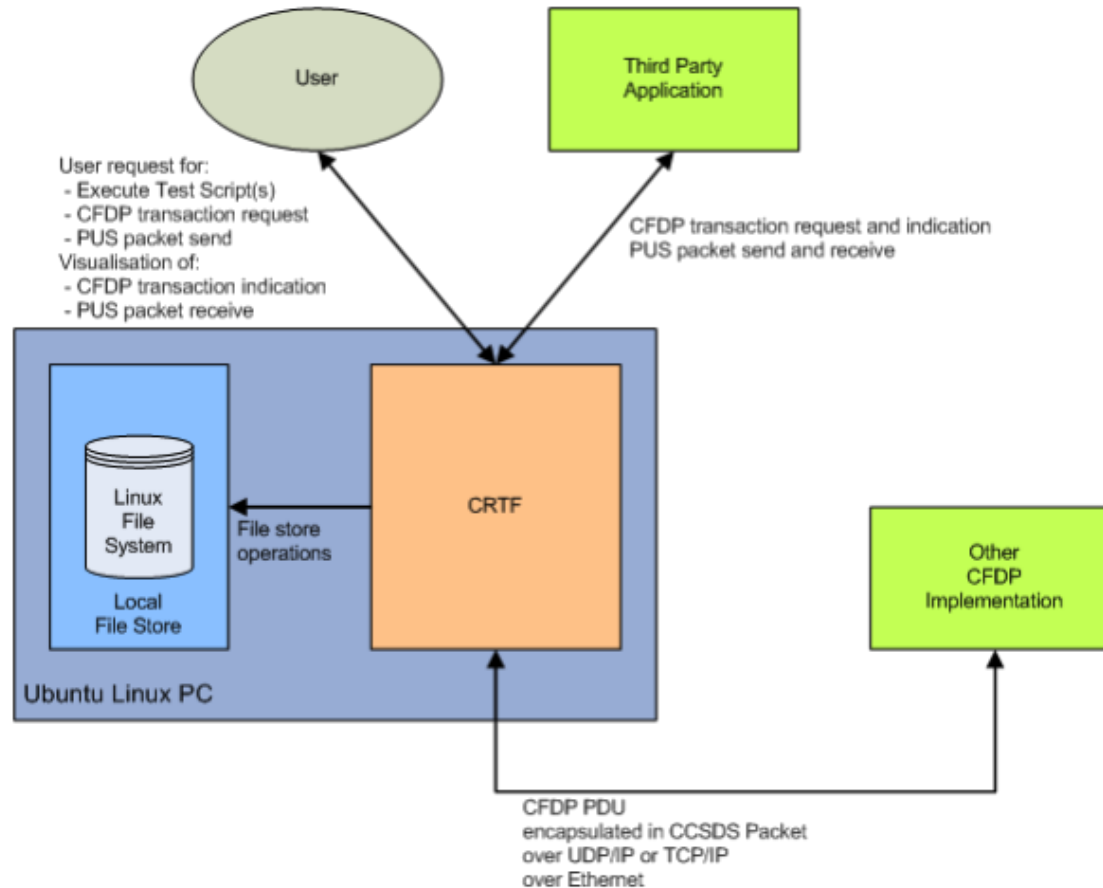 User
Third Party
Application
User request for:
- Execute Test Script(s)
- CFDP transaction request
- PUS packet send
Visualisation of:
- CFDP transaction indication
- PUS packet receive
CFDP transaction request and indication
PUS packet send and receive
Linux
File
System
Local
File Store
File store
operations
CRTF
Other
CFDP
Implementation
Ubuntu Linux PC
CFDP PDU
encapsulated in CCSDS Packet
over UDP/IP or TCP/IP
over Ethernet